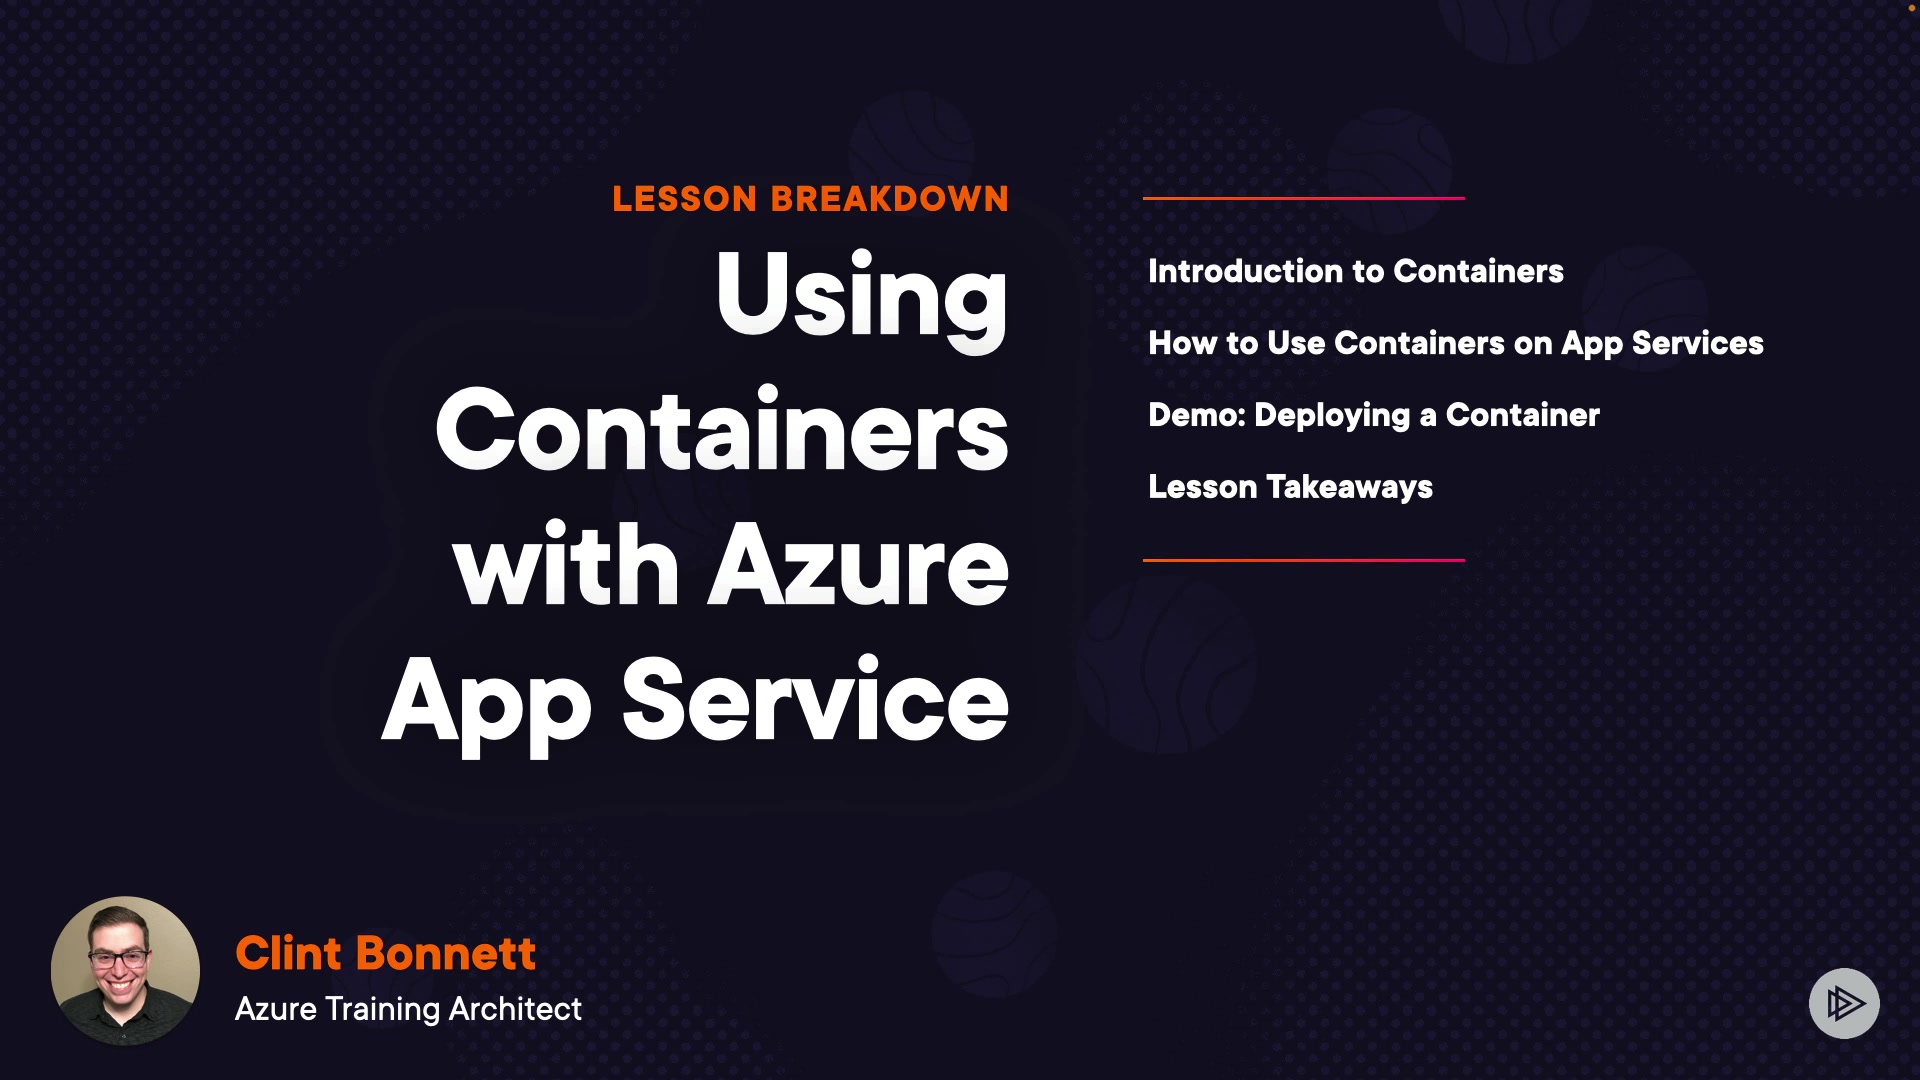 LESSON BREAKDOWN
Using
Containers
with Azure
App Service
Introduction to Containers
How to Use Containers on App Services
Demo: Deploying a Container
Lesson Takeaways
Clint Bonnett
Azure Training Architect